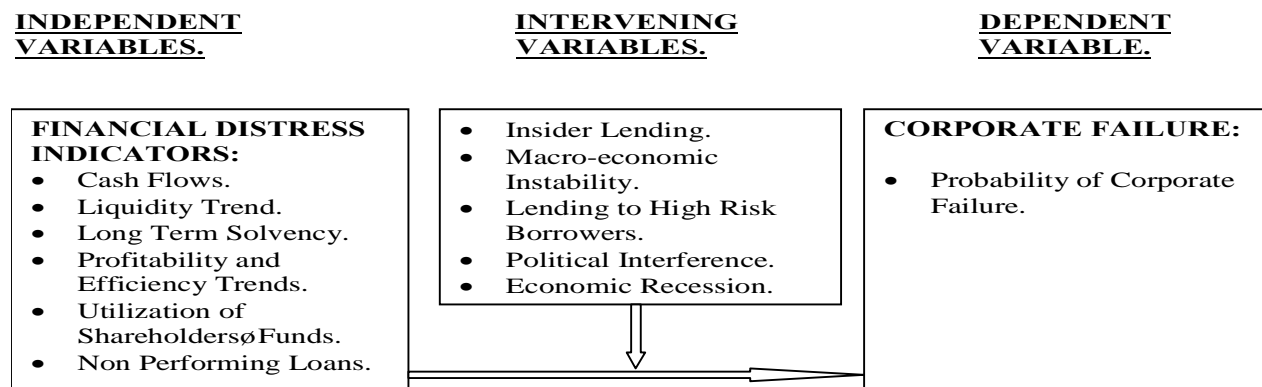 INDEPENDENT
VARIABLES.
INTERVENING
VARIABLES.
DEPENDENT
VARIABLE.
FINANCIAL DISTRESS
INDICATORS:
• Cash Flows.
• Liquidity Trend.
• Long Term Solvency.
• Profitability and
Efficiency Trends.
• Utilization of
ShareholdersøFunds.
• Non Performing Loans.
• Insider Lending.
• Macro-economic
Instability.
• Lending to High Risk
Borrowers.
• Political Interference.
• Economic Recession.
CORPORATE FAILURE:
• Probability of Corporate
Failure.